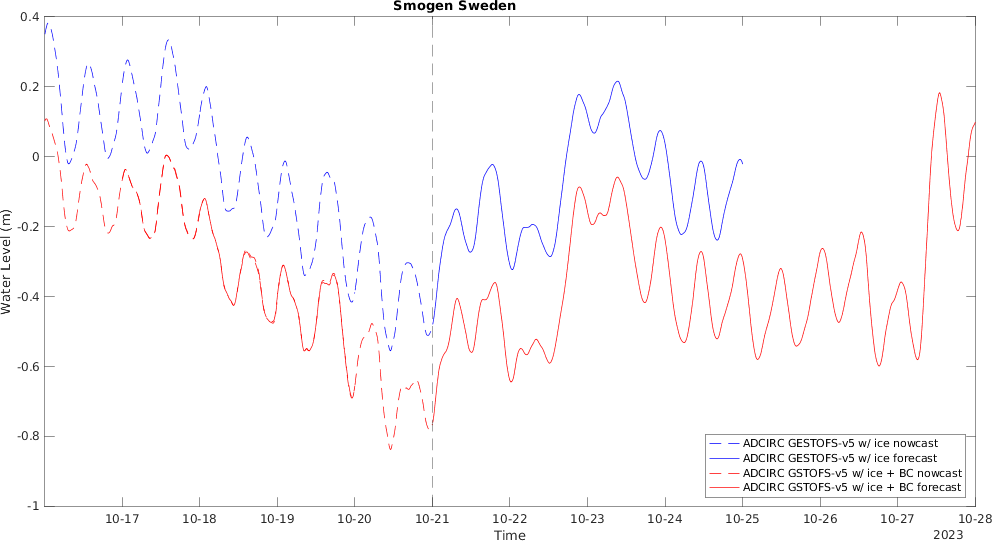 Smogen Sweden
0.4
0.2
0
-0.2
-0.4
-0.6
-0.8
-1
Water Level (m)
ADCIRC GESTOFS-v5 w/ ice nowcast
ADCIRC GESTOFS-v5 w/ ice forecast
ADCIRC GSTOFS-v5 w/ ice + BC nowcast
ADCIRC GSTOFS-v5 w/ ice + BC forecast
10-17 10-18 10-19 10-20 10-21 10-22 10-23 10-24 10-25 10-26 10-27 10-28
Time
2023